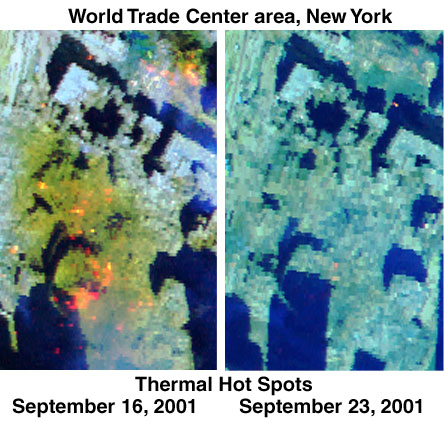 World Trade Center area, New York
Thermal Hot Spots
September 16, 2001 September 23, 2001